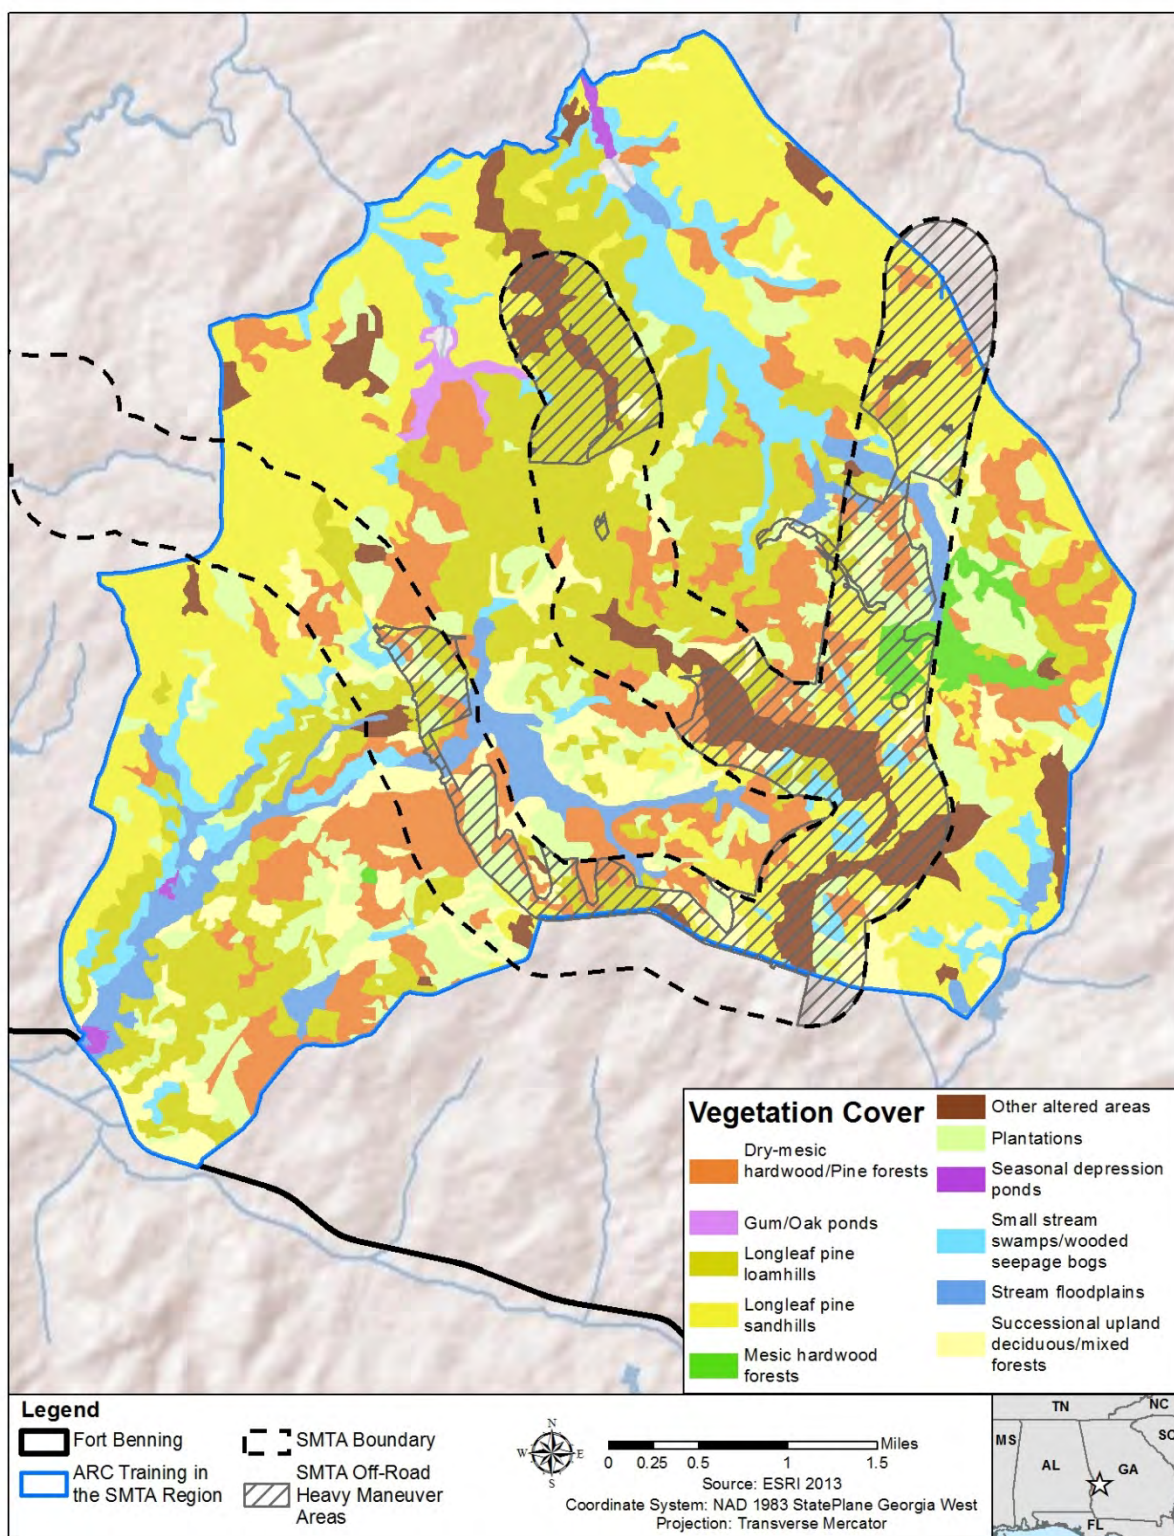 Vegetation Cover
Dry-mesic
hardwood/Pine forests
Gum/Oak ponds
Longleaf pine
loamhills
Longleaf pine
sandhills
Mesic hardwood
forests
Other altered areas
Plantations
Seasonal depression
ponds
Small stream
swamps/wooded
seepage bogs
Stream floodplains
Successional upland
deciduous/mixed
forests
Legend
Fort Benning
ARC Training in
the SMTA Region
SMTA Boundary
SMTA Off-Road
Heavy Maneuver
Areas
N
W E
S
Miles
0 0.25 0.5 1 1.5
Source: ESRI 2013
Coordinate System: NAD 1983 StatePlane Georgia West
Projection: Transverse Mercator
TN NC
MS SC
AL GA
FL